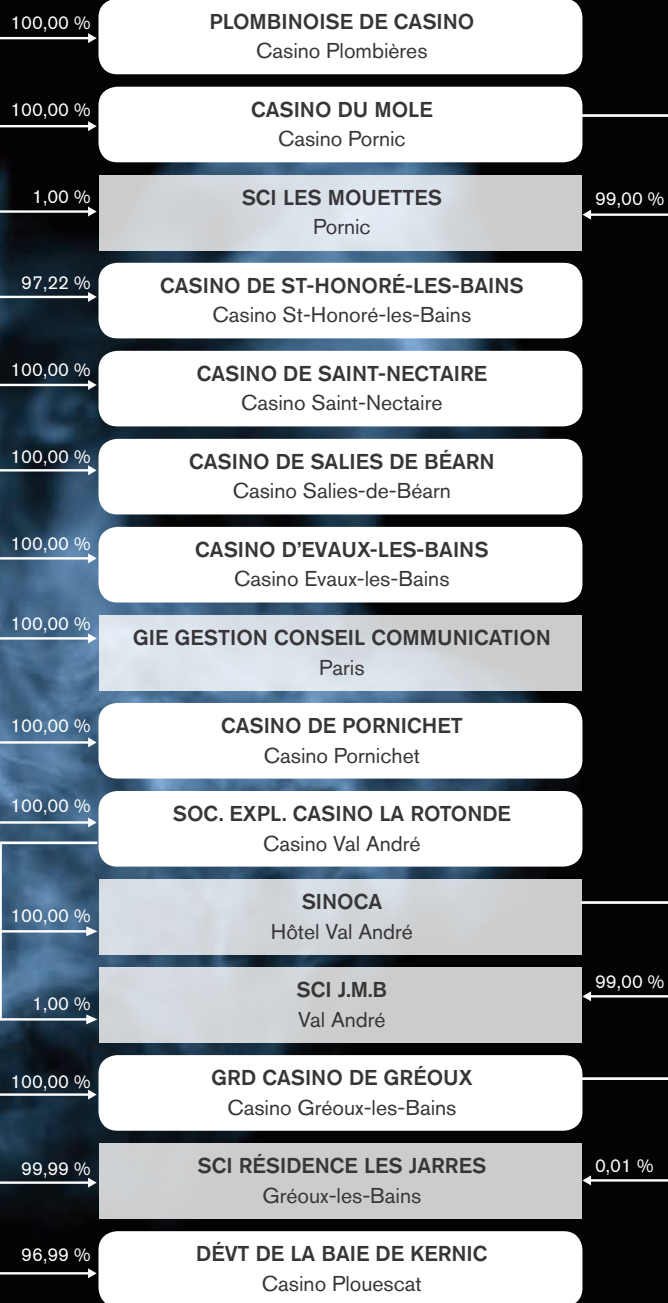 100,00 %
PLOMBINOISE DE CASINO
Casino Plombières
100,00 %
CASINO DU MOLE
Casino Pornic
1,00 %
SCI LES MOUETTES
99,00 %
Pornic
97,22 %
CASINO DE ST-HONORÉ-LES-BAINS
Casino St-Honoré-les-Bains
100,00 %
CASINO DE SAINT-NECTAIRE
Casino Saint-Nectaire
100,00 %
CASINO DE SALIES DE BÉARN
Casino Salies-de-Béarn
100,00 %
CASINO D'EVAUX-LES-BAINS
Casino Evaux-les-Bains
100,00 %
GIE GESTION CONSEIL COMMUNICATION
Paris
100,00 %
CASINO DE PORNICHET
Casino Pornichet
100,00 %
SOC. EXPL. CASINO LA ROTONDE
Casino Val André
100,00 %
SINOCA
Hôtel Val André
1,00 %
SCI J.M.B
99,00 %
Val André
100,00 %
GRD CASINO DE GRÉOUX
Casino Gréoux-les-Bains
99,99 %
SCI RÉSIDENCE LES JARRES
0,01 %
Gréoux-les-Bains
96,99 %
DÉVT DE LA BAIE DE KERNIC
Casino Plouescat